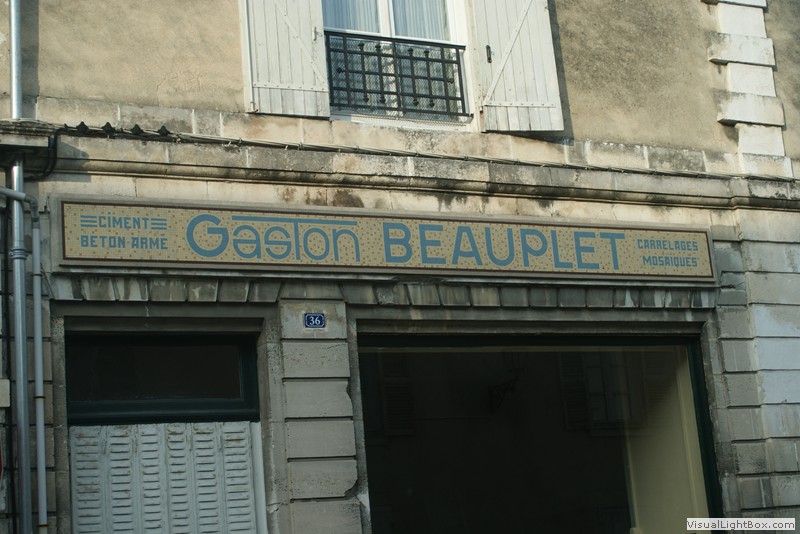 CIMENT
BETON ARME
Gaston BEAUPLET
CARRELAGES
MOSAIQUES
36
VisualLightBox.com